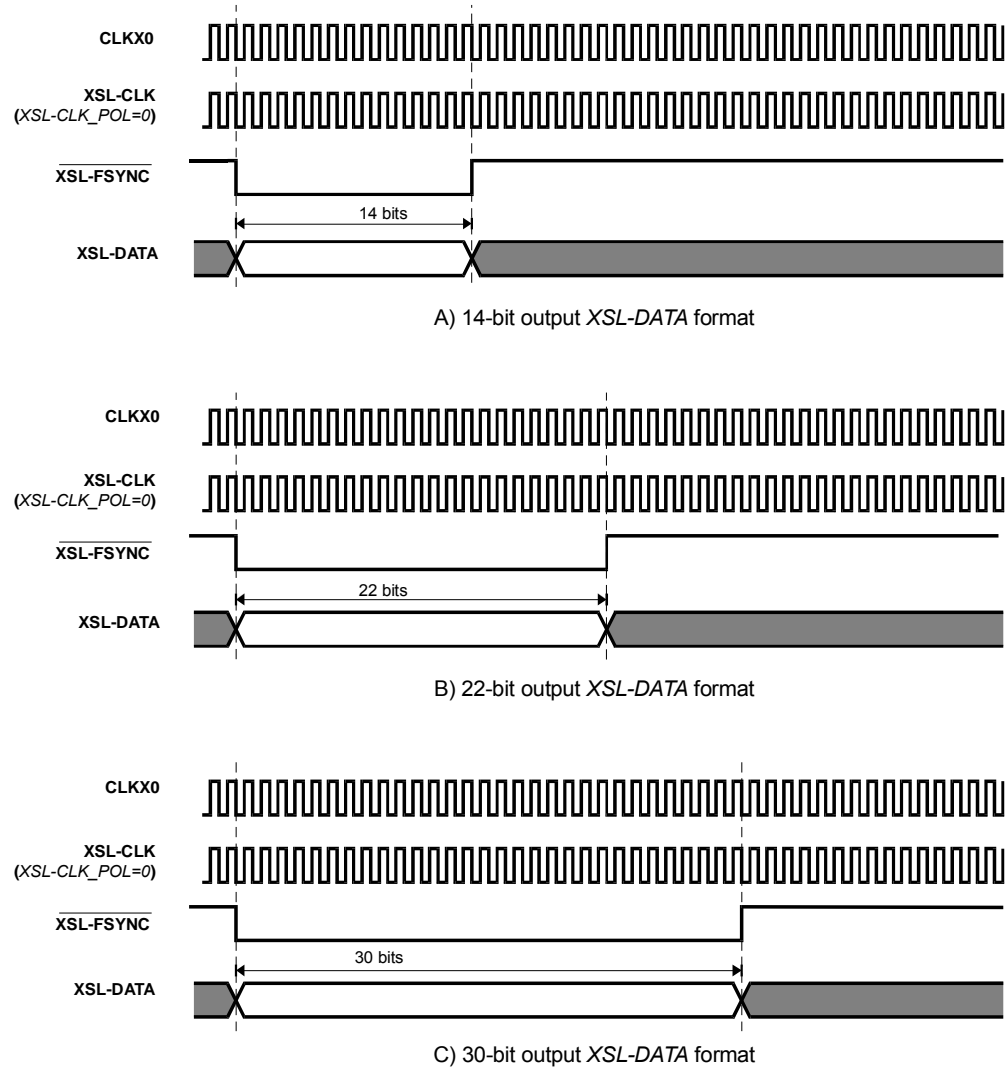 CLKX0
XSL-CLK
(XSL-CLK_POL=0)
XSL-FSYNC
14 bits
XSL-DATA
A) 14-bit output XSL-DATA format
CLKX0
XSL-CLK
(XSL-CLK_POL=0)
XSL-FSYNC
22 bits
XSL-DATA
B) 22-bit output XSL-DATA format
CLKX0
XSL-CLK
(XSL-CLK_POL=0)
XSL-FSYNC
30 bits
XSL-DATA
C) 30-bit output XSL-DATA format